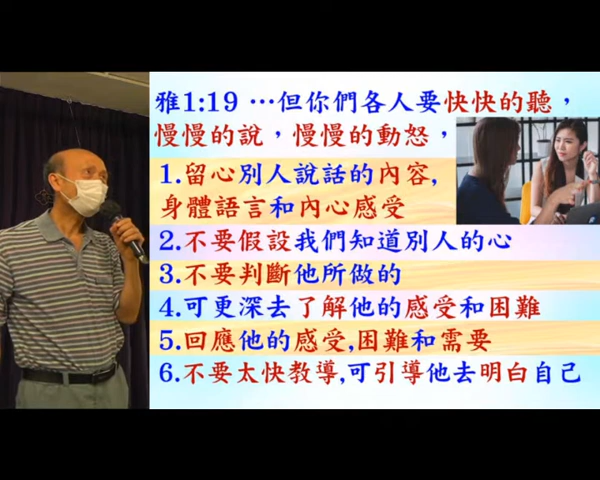 雅1:19 …但你們各人要快快的聽，
慢慢的說，慢慢的動怒，
1.留心別人說話的內容,
身體語言和內心感受
2.不要假設我們知道別人的心
3.不要判斷他所做的
4.可更深去了解他的感受和困難
5.回應他的感受,困難和需要
6.不要太快教導,可引導他去明白自己